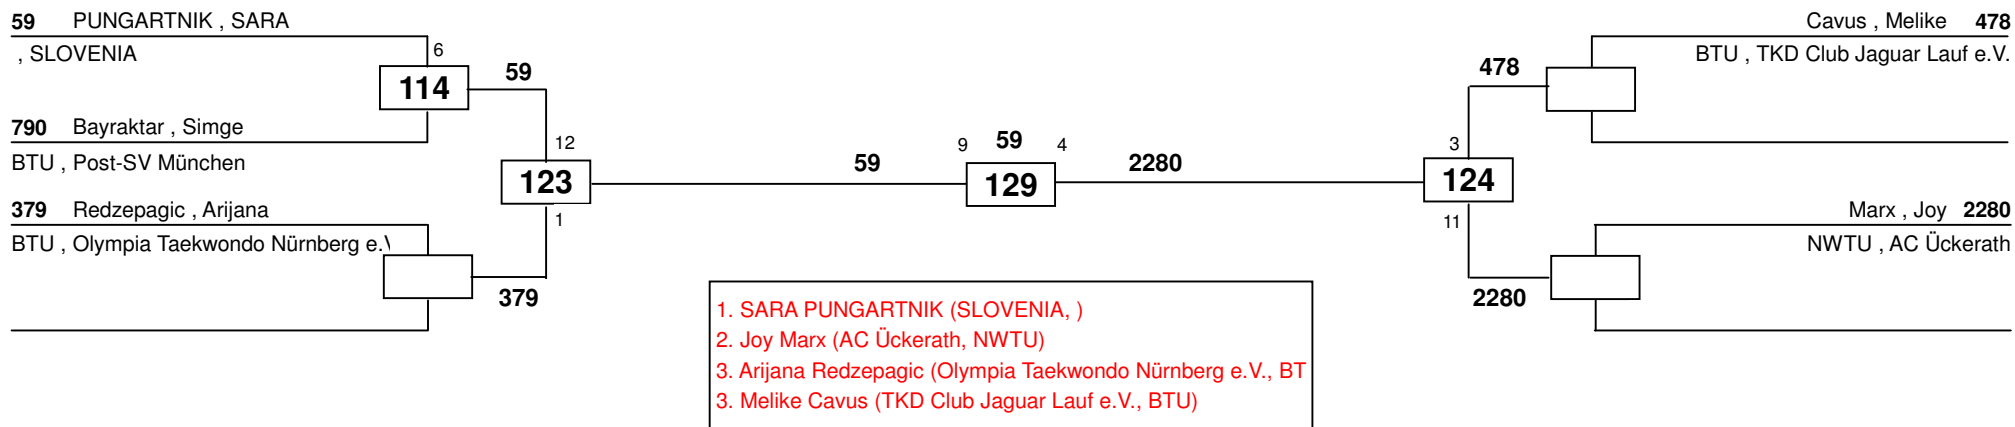 59 PUNGARTNIK , SARA
, SLOVENIA
6
114
59
790 Bayraktar , Simge
BTU , Post-SV München
12
123
1
379 Redzepagic , Arijana
BTU , Olympia Taekwondo Nürnberg e.V
379
59
9 59 4
129
2280
Cavus , Melike 478
BTU , TKD Club Jaguar Lauf e.V.
478
3
124
11
Marx , Joy 2280
NWTU , AC Ückerath
2280
1. SARA PUNGARTNIK (SLOVENIA, )
2. Joy Marx (AC Ückerath, NWTU)
3. Arijana Redzepagic (Olympia Taekwondo Nürnberg e.V., BT
3. Melike Cavus (TKD Club Jaguar Lauf e.V., BTU)